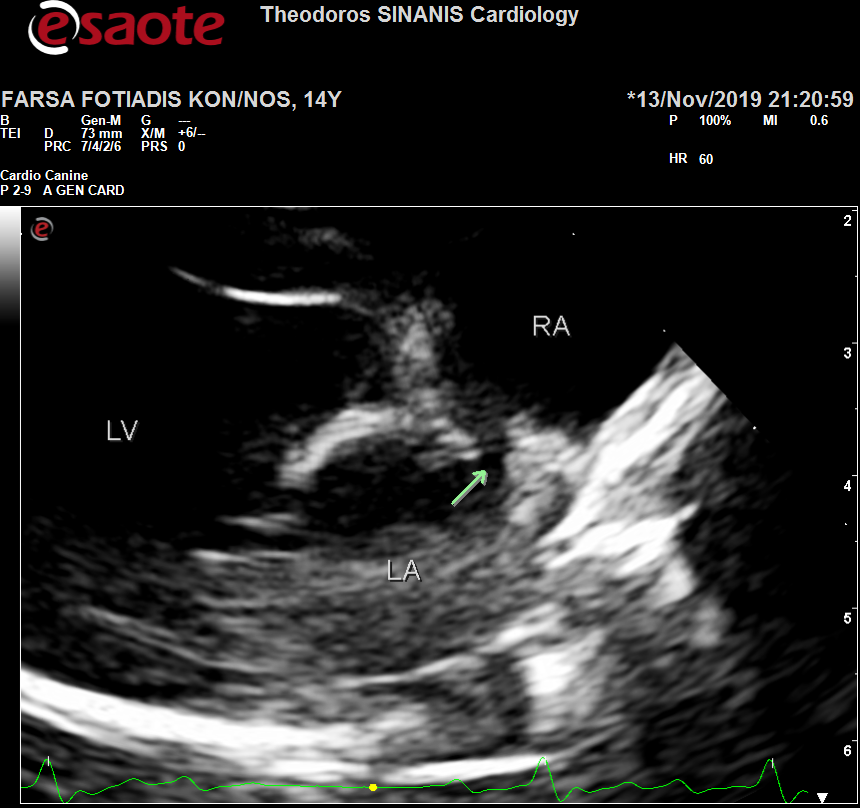 esaote
Theodoros SINANIS Cardiology
FARSA FOTIADIS KON/NOS, 14Y
*13/Nov/2019 21:20:59
B Gen-M G ---
TEI D 73 mm X/M +6/--
PRC 7/4/2/6 PRS 0
P 100% MI 0.6
HR 60
Cardio Canine
P 2-9 A GEN CARD
e
2
RA
3
LV
4
LA
5
6